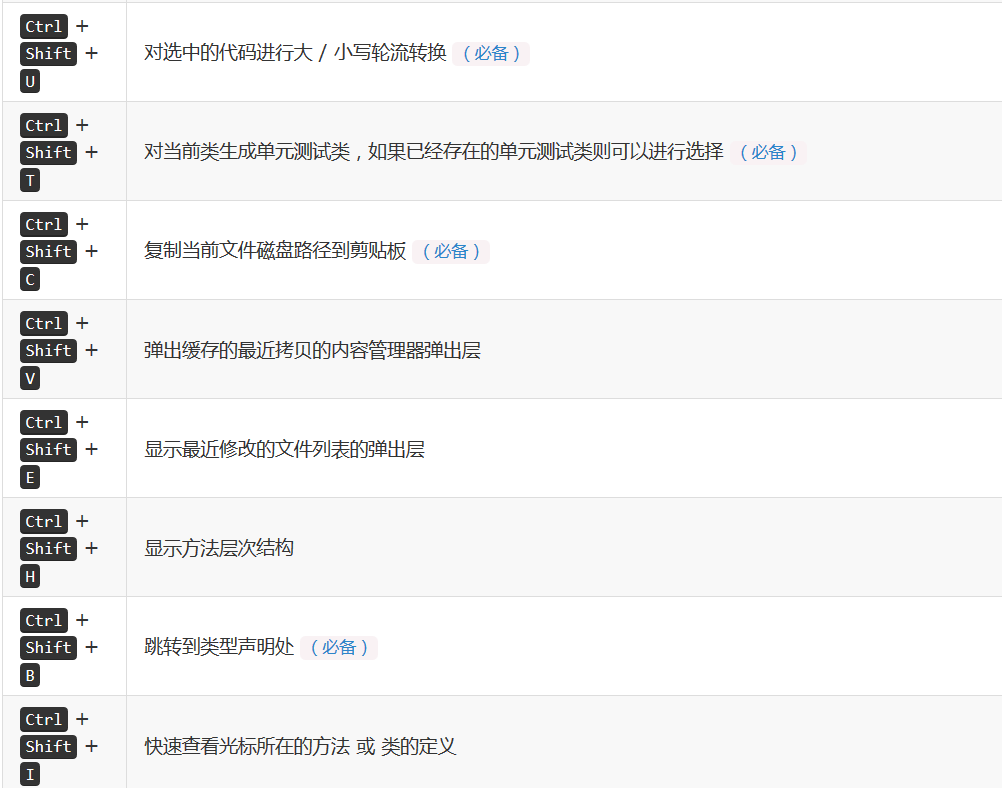 Ctrl +
Shift +
U
对选中的代码进行大 / 小写轮流转换 （必备）
Ctrl +
Shift +
T
对当前类生成单元测试类，如果已经存在的单元测试类则可以进行选择 （必备）
Ctrl +
Shift +
C
复制当前文件磁盘路径到剪贴板 （必备）
Ctrl +
Shift +
V
弹出缓存的最近拷贝的内容管理器弹出层
Ctrl +
Shift +
E
显示最近修改的文件列表的弹出层
Ctrl +
Shift +
H
显示方法层次结构
Ctrl +
Shift +
B
跳转到类型声明处 （必备）
Ctrl +
Shift +
I
快速查看光标所在的方法 或 类的定义